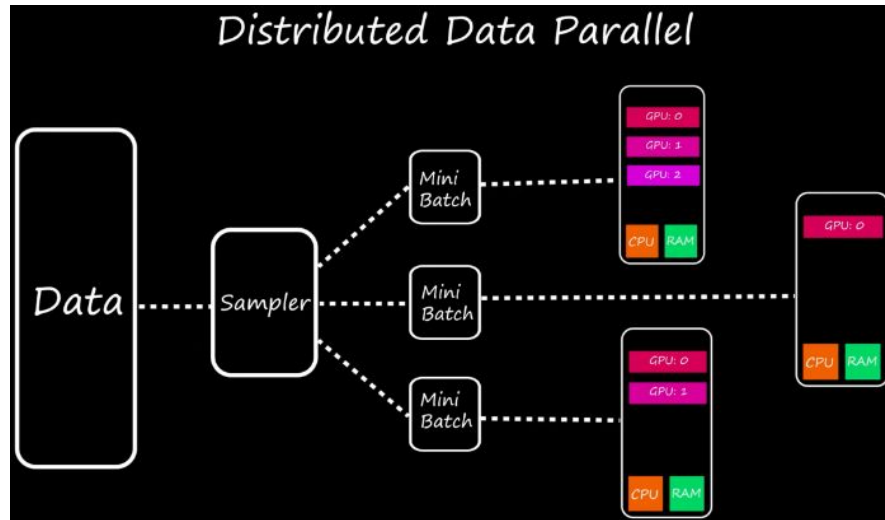 Distributed Data Parallel
Data
Sampler
Mini
Batch
Mini
Batch
Mini
Batch
GPU: 0
GPU: 1
GPU: 2
CPU RAM
GPU: 0
CPU RAM
GPU: 0
GPU: 1
CPU RAM